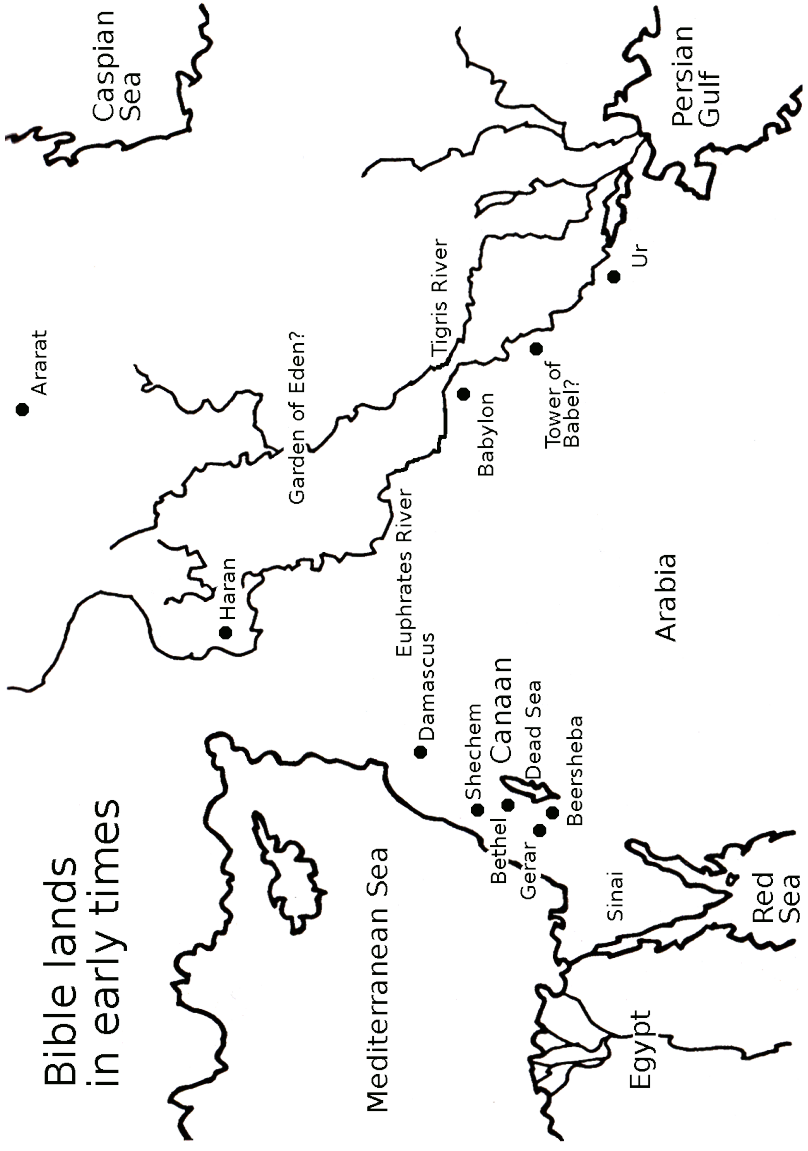 Bible lands
in early times
Ararat
Caspian
Sea
Haran
Garden of Eden?
Tigris River
Mediterranean Sea
Euphrates River
Damascus
Shechem
Canaan
Bethel
Dead Sea
Gerar
Beersheba
Babylon
Tower of
Babel?
Ur
Persian
Gulf
Sinai
Egypt
Arabia
Red
Sea